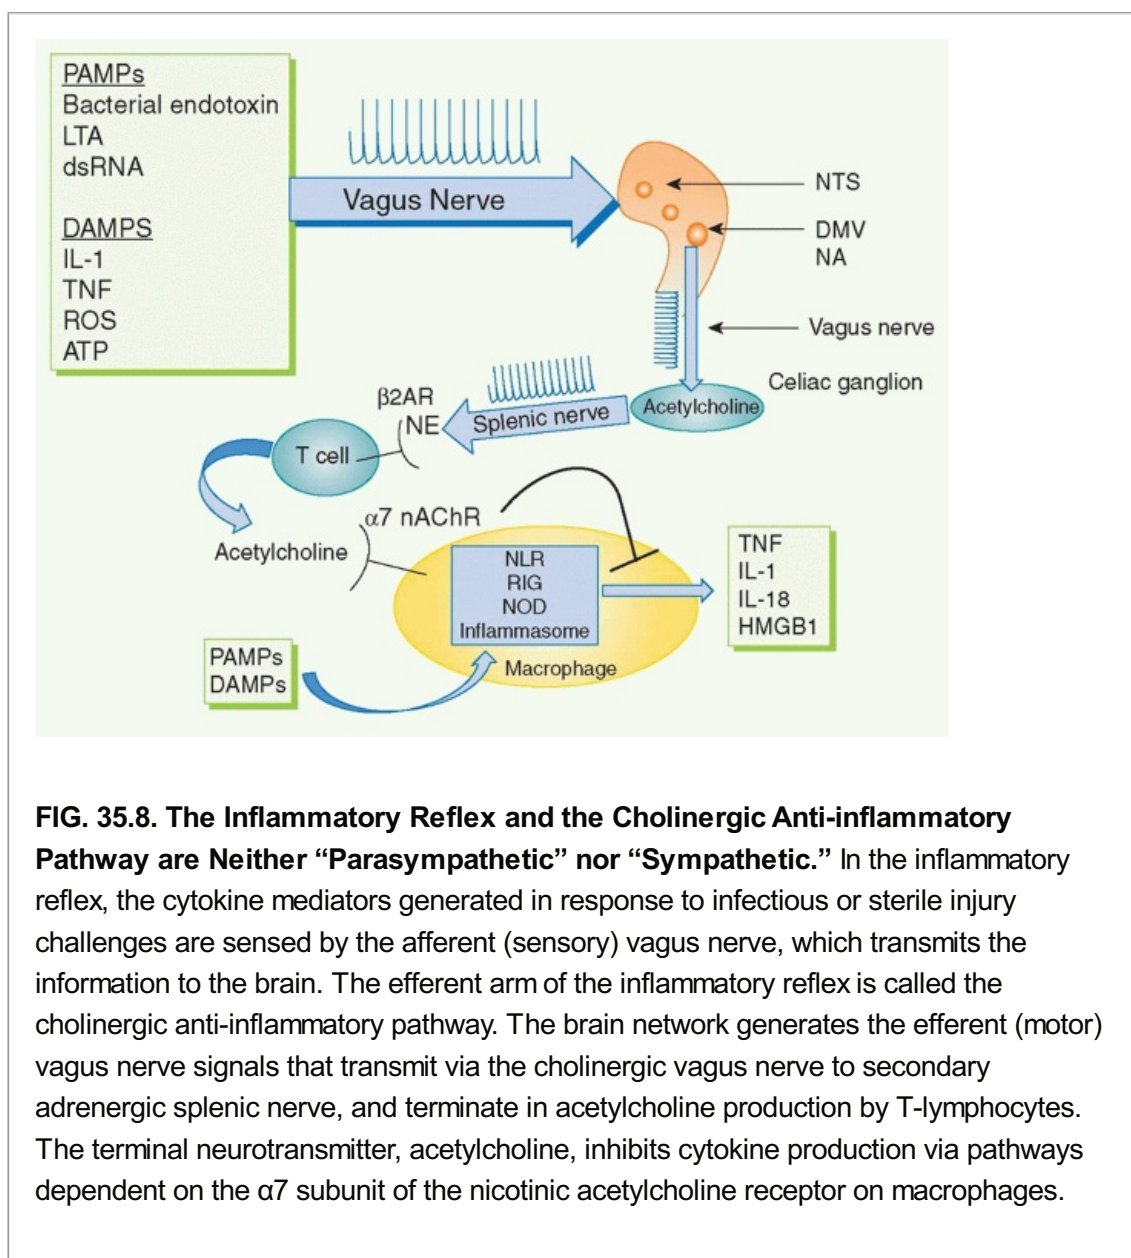 PAMPs
Bacterial endotoxin
LTA
dsRNA
DAMPS
IL-1
TNF
ROS
ATP
Vagus Nerve
NTS
DMV
NA
Vagus nerve
Celiac ganglion
Acetylcholine
Splenic nerve
β2AR
NE
T cell
Acetylcholine
α7 nAChR
NLR
RIG
NOD
Inflammasome
Macrophage
TNF
IL-1
IL-18
HMGB1
PAMPs
DAMPs
FIG. 35.8. The Inflammatory Reflex and the Cholinergic Anti-inflammatory
Pathway are Neither “Parasympathetic” nor “Sympathetic.” In the inflammatory
reflex, the cytokine mediators generated in response to infectious or sterile injury
challenges are sensed by the afferent (sensory) vagus nerve, which transmits the
information to the brain. The efferent arm of the inflammatory reflex is called the
cholinergic anti-inflammatory pathway. The brain network generates the efferent (motor)
vagus nerve signals that transmit via the cholinergic vagus nerve to secondary
adrenergic splenic nerve, and terminate in acetylcholine production by T-lymphocytes.
The terminal neurotransmitter, acetylcholine, inhibits cytokine production via pathways
dependent on the α7 subunit of the nicotinic acetylcholine receptor on macrophages.